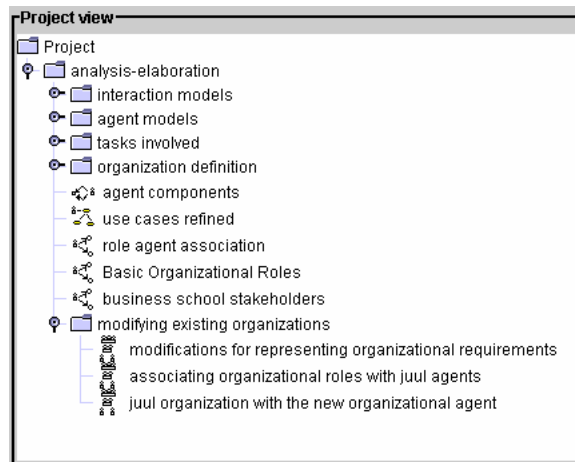 Project view
Project
analysis-elaboration
interaction models
agent models
tasks involved
organization definition
agent components
use cases refined
role agent association
Basic Organizational Roles
business school stakeholders
modifying existing organizations
modifications for representing organizational requirements
associating organizational roles with juul agents
juul organization with the new organizational agent